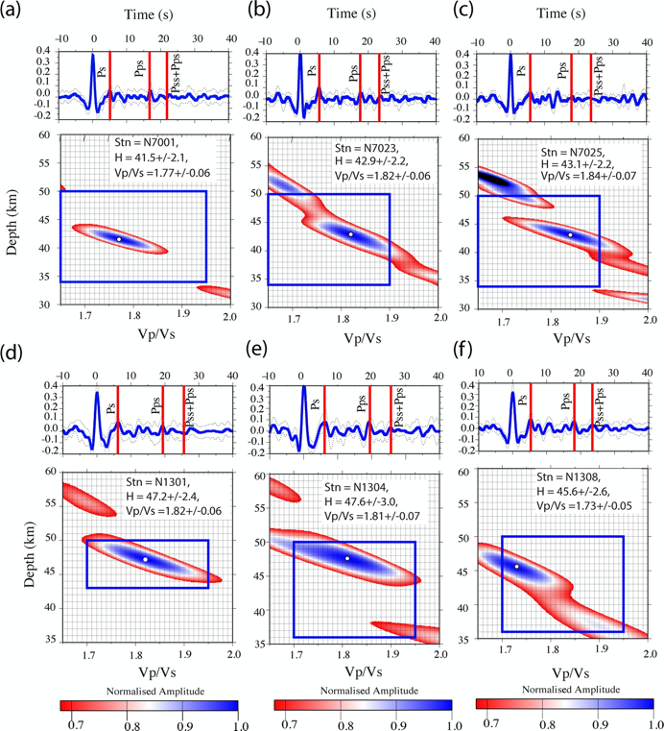 (a) Time (s)
-10 0 10 20 30 40
0.4
0.3
0.2
0.1
0.0
-0.1
-0.2
Ps
Pps
Pss+Pps
60
55
50
45
40
35
30
Depth (km)
Stn = N7001,
H = 41.5+/-2.1,
Vp/Vs =1.77+/-0.06
1.7 1.8 1.9 2.0
Vp/Vs
(b) Time (s)
-10 0 10 20 30 40
0.4
0.3
0.2
0.1
0.0
-0.1
-0.2
Ps
Pps
Pss+Pps
60
55
50
45
40
35
30
Stn = N7023,
H = 42.9+/-2.2,
Vp/Vs =1.82+/-0.06
1.7 1.8 1.9 2.0
Vp/Vs
(c) Time (s)
-10 0 10 20 30 40
0.4
0.3
0.2
0.1
0.0
-0.1
-0.2
Ps
Pps
Pss+Pps
60
55
50
45
40
35
30
Stn = N7025,
H = 43.1+/-2.2,
Vp/Vs =1.84+/-0.07
1.7 1.8 1.9 2.0
Vp/Vs
(d)
-10 0 10 20 30 40
0.4
0.3
0.2
0.1
0.0
-0.1
-0.2
Ps
Pps
Pss+Pps
60
55
50
45
40
35
Depth (km)
Stn = N1301,
H = 47.2+/-2.4,
Vp/Vs =1.82+/-0.06
1.7 1.8 1.9 2.0
Vp/Vs
(e)
-10 0 10 20 30 40
0.4
0.3
0.2
0.1
0.0
-0.1
-0.2
Ps
Pps
Pss+Pps
60
55
50
45
40
35
Stn = N1304,
H = 47.6+/-3.0,
Vp/Vs =1.81+/-0.07
1.7 1.8 1.9 2.0
Vp/Vs
(f)
-10 0 10 20 30 40
0.4
0.3
0.2
0.1
0.0
-0.1
-0.2
Ps
Pps
Pss+Pps
60
55
50
45
40
35
Stn = N1308,
H = 45.6+/-2.6,
Vp/Vs =1.73+/-0.05
1.7 1.8 1.9 2.0
Vp/Vs
Normalised Amplitude
0.7 0.8 0.9 1.0
Normalised Amplitude
0.7 0.8 0.9 1.0
Normalised Amplitude
0.7 0.8 0.9 1.0